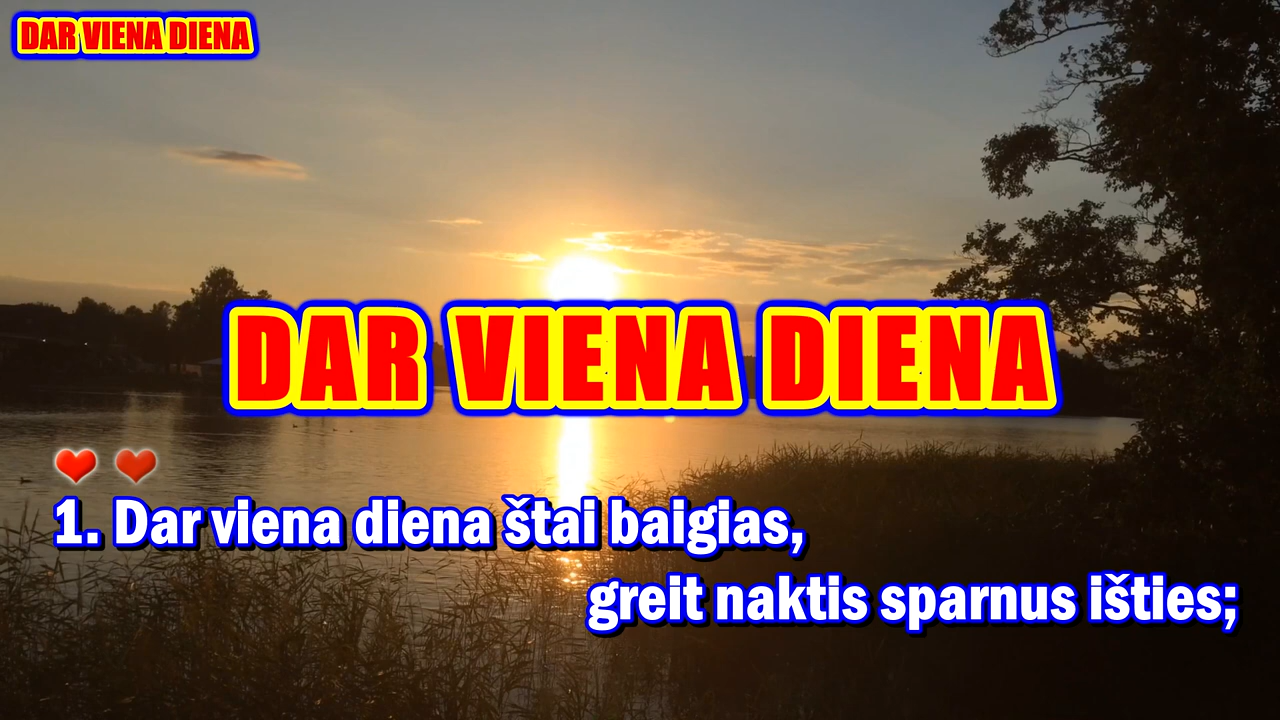 DAR VIENA DIENA
DAR VIENA DIENA
1. Dar viena diena štai baigias,
greit naktis sparnus išties;